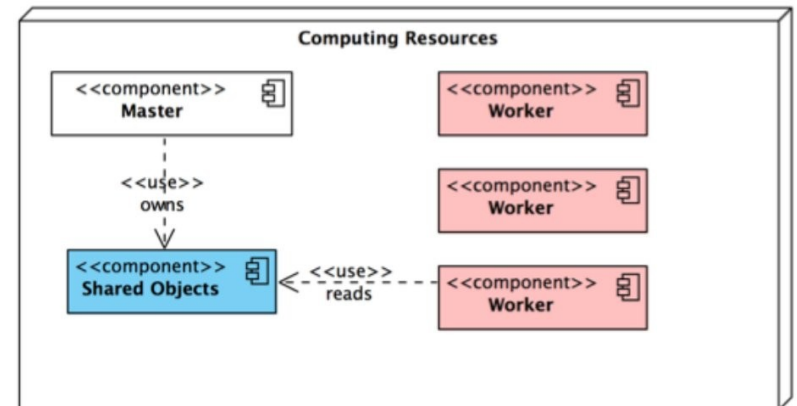 Computing Resources
<<component>>
Master
<<use>>
owns
<<component>>
Shared Objects
<<use>>
reads
<<component>>
Worker
<<component>>
Worker
<<component>>
Worker